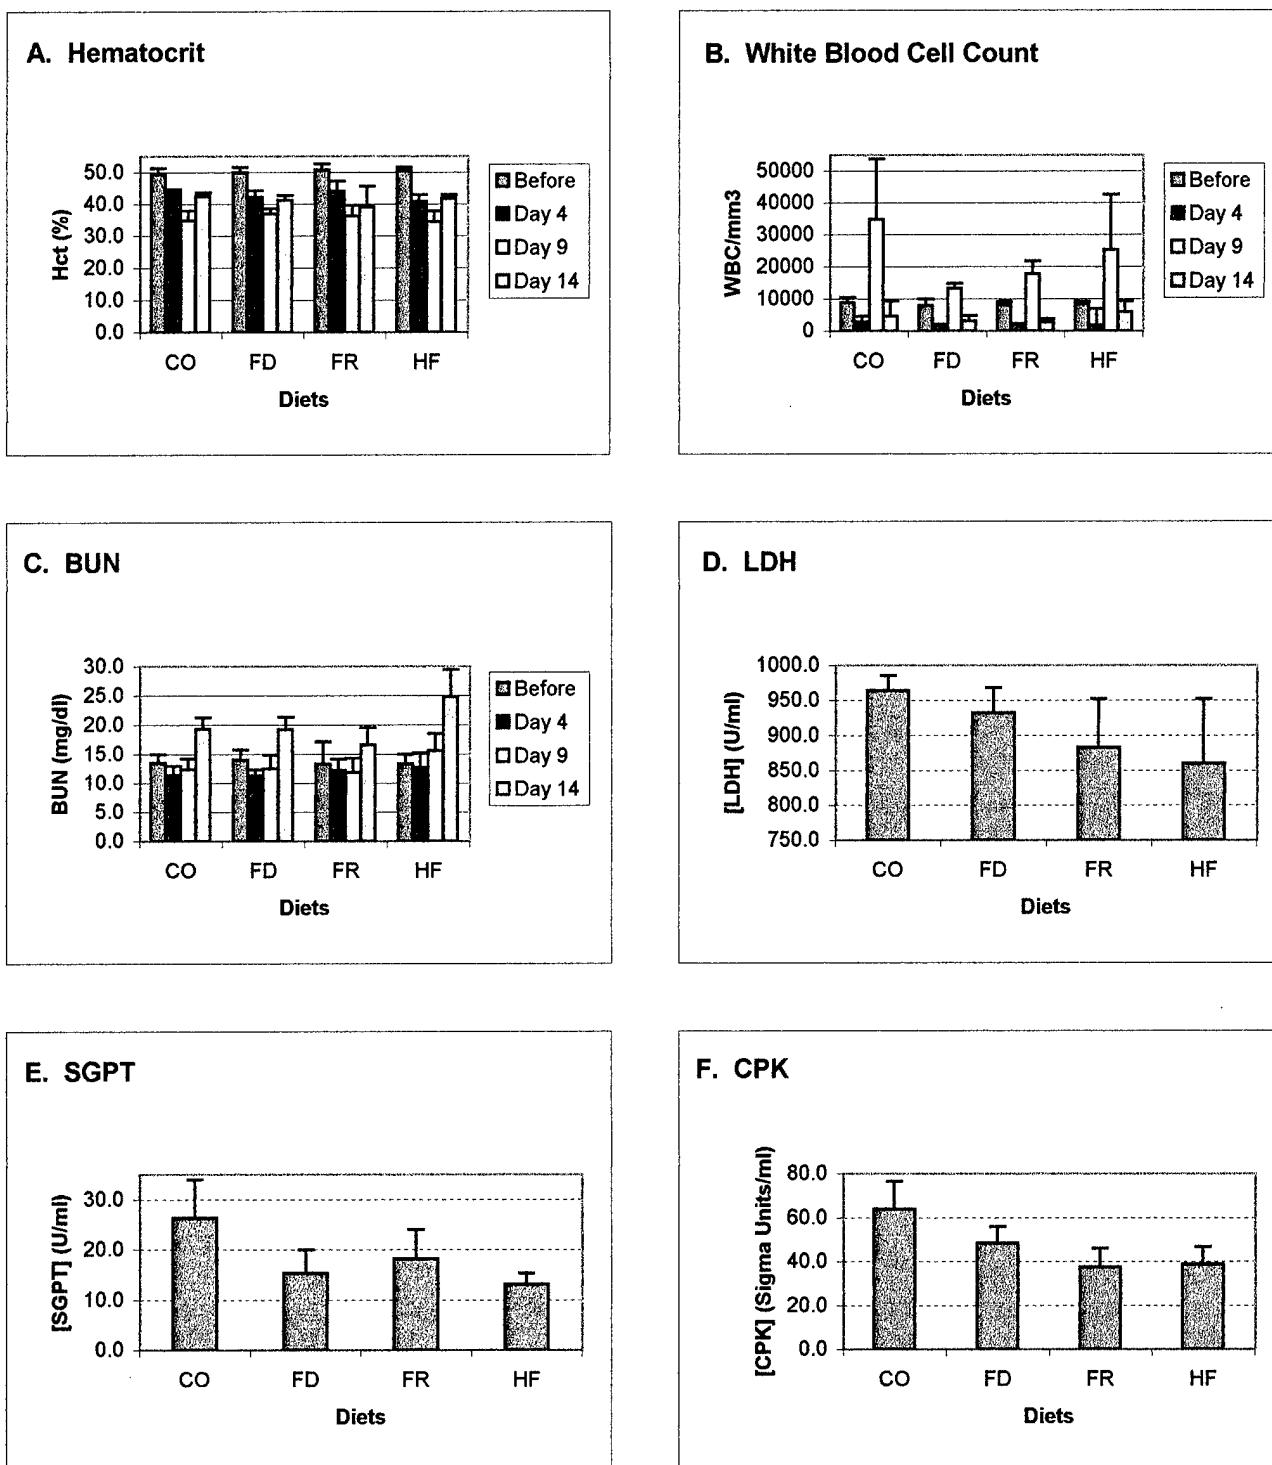 A. Hematocrit
50.0
40.0
30.0
20.0
10.0
0.0
Hct (%)
CO FD FR HF
Diets
Before
Day 4
Day 9
Day 14
B. White Blood Cell Count
50000
40000
30000
20000
10000
0
WBC/mm3
CO FD FR HF
Diets
Before
Day 4
Day 9
Day 14
C. BUN
30.0
25.0
20.0
15.0
10.0
5.0
0.0
BUN (mg/dl)
CO FD FR HF
Diets
Before
Day 4
Day 9
Day 14
D. LDH
1000.0
950.0
900.0
850.0
800.0
750.0
[LDH] (U/ml)
CO FD FR HF
Diets
E. SGPT
30.0
20.0
10.0
0.0
[SGPT] (U/ml)
CO FD FR HF
Diets
F. CPK
80.0
60.0
40.0
20.0
0.0
[CPK] (Sigma Units/ml)
CO FD FR HF
Diets